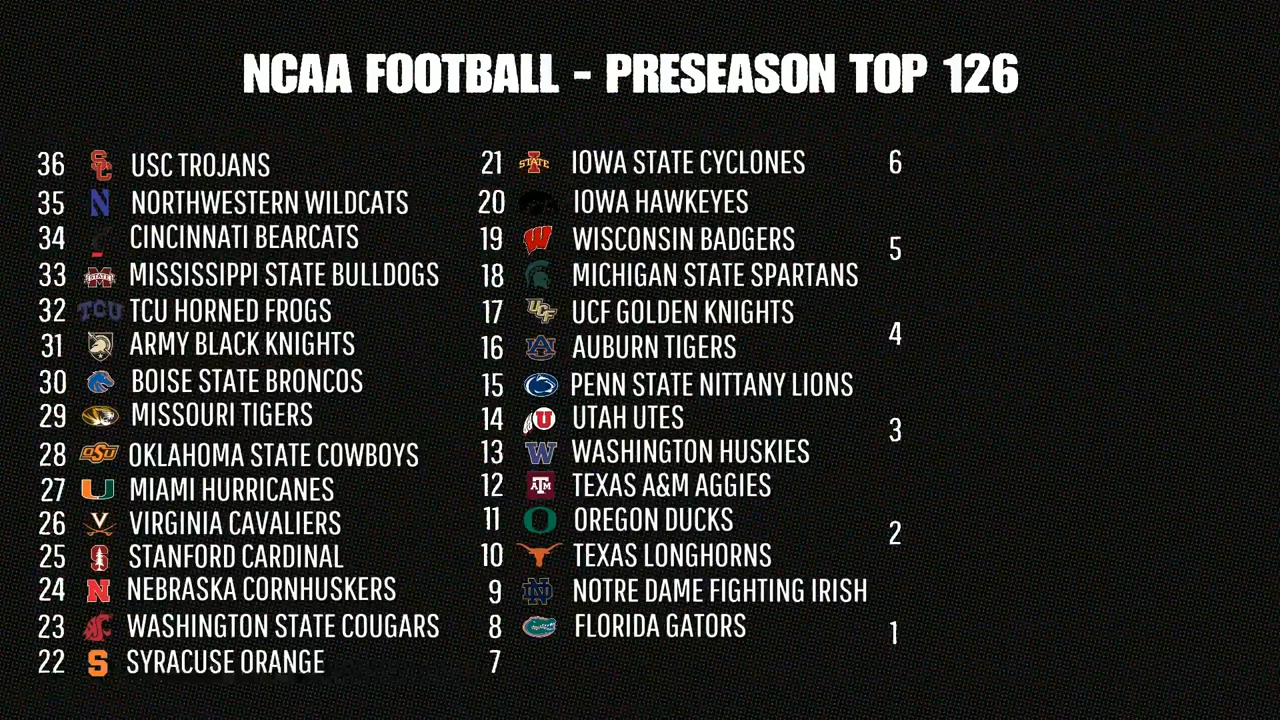 NCAA FOOTBALL - PRESEASON TOP 126
36 USC TROJANS
35 NORTHWESTERN WILDCATS
34 CINCINNATI BEARCATS
33 MISSISSIPPI STATE BULLDOGS
32 TCU TCU HORNED FROGS
31 ARMY BLACK KNIGHTS
30 BOISE STATE BRONCOS
29 MISSOURI TIGERS
28 OSU OKLAHOMA STATE COWBOYS
27 MIAMI HURRICANES
26 VIRGINIA CAVALIERS
25 STANFORD CARDINAL
24 NEBRASKA CORNHUSKERS
23 WASHINGTON STATE COUGARS
22 SYRACUSE ORANGE
21 IOWA STATE CYCLONES
20 IOWA HAWKEYES
19 WISCONSIN BADGERS
18 MICHIGAN STATE SPARTANS
17 UCF UCF GOLDEN KNIGHTS
16 AUBURN TIGERS
15 PENN STATE NITTANY LIONS
14 UTAH UTES
13 WASHINGTON HUSKIES
12 TEXAS A&M AGGIES
11 OREGON DUCKS
10 TEXAS LONGHORNS
9 NOTRE DAME FIGHTING IRISH
8 FLORIDA GATORS
7
6
5
4
3
2
1